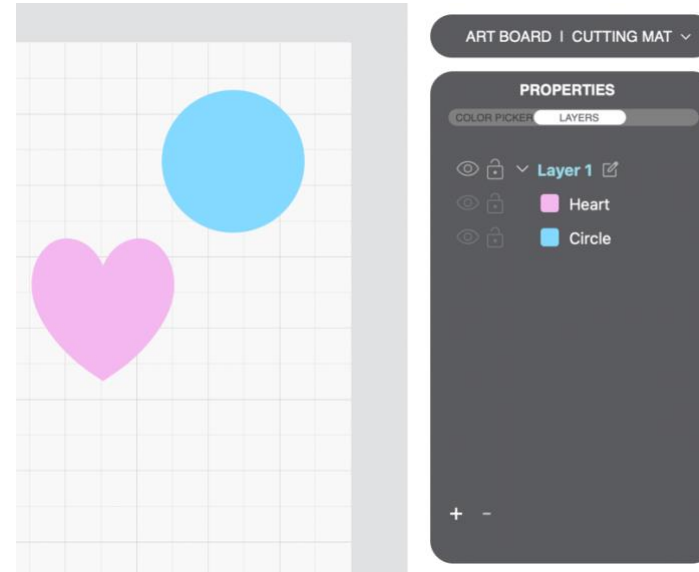 ART BOARD | CUTTING MAT
PROPERTIES
COLOR PICKER LAYERS
Layer 1
Heart
Circle
+ -